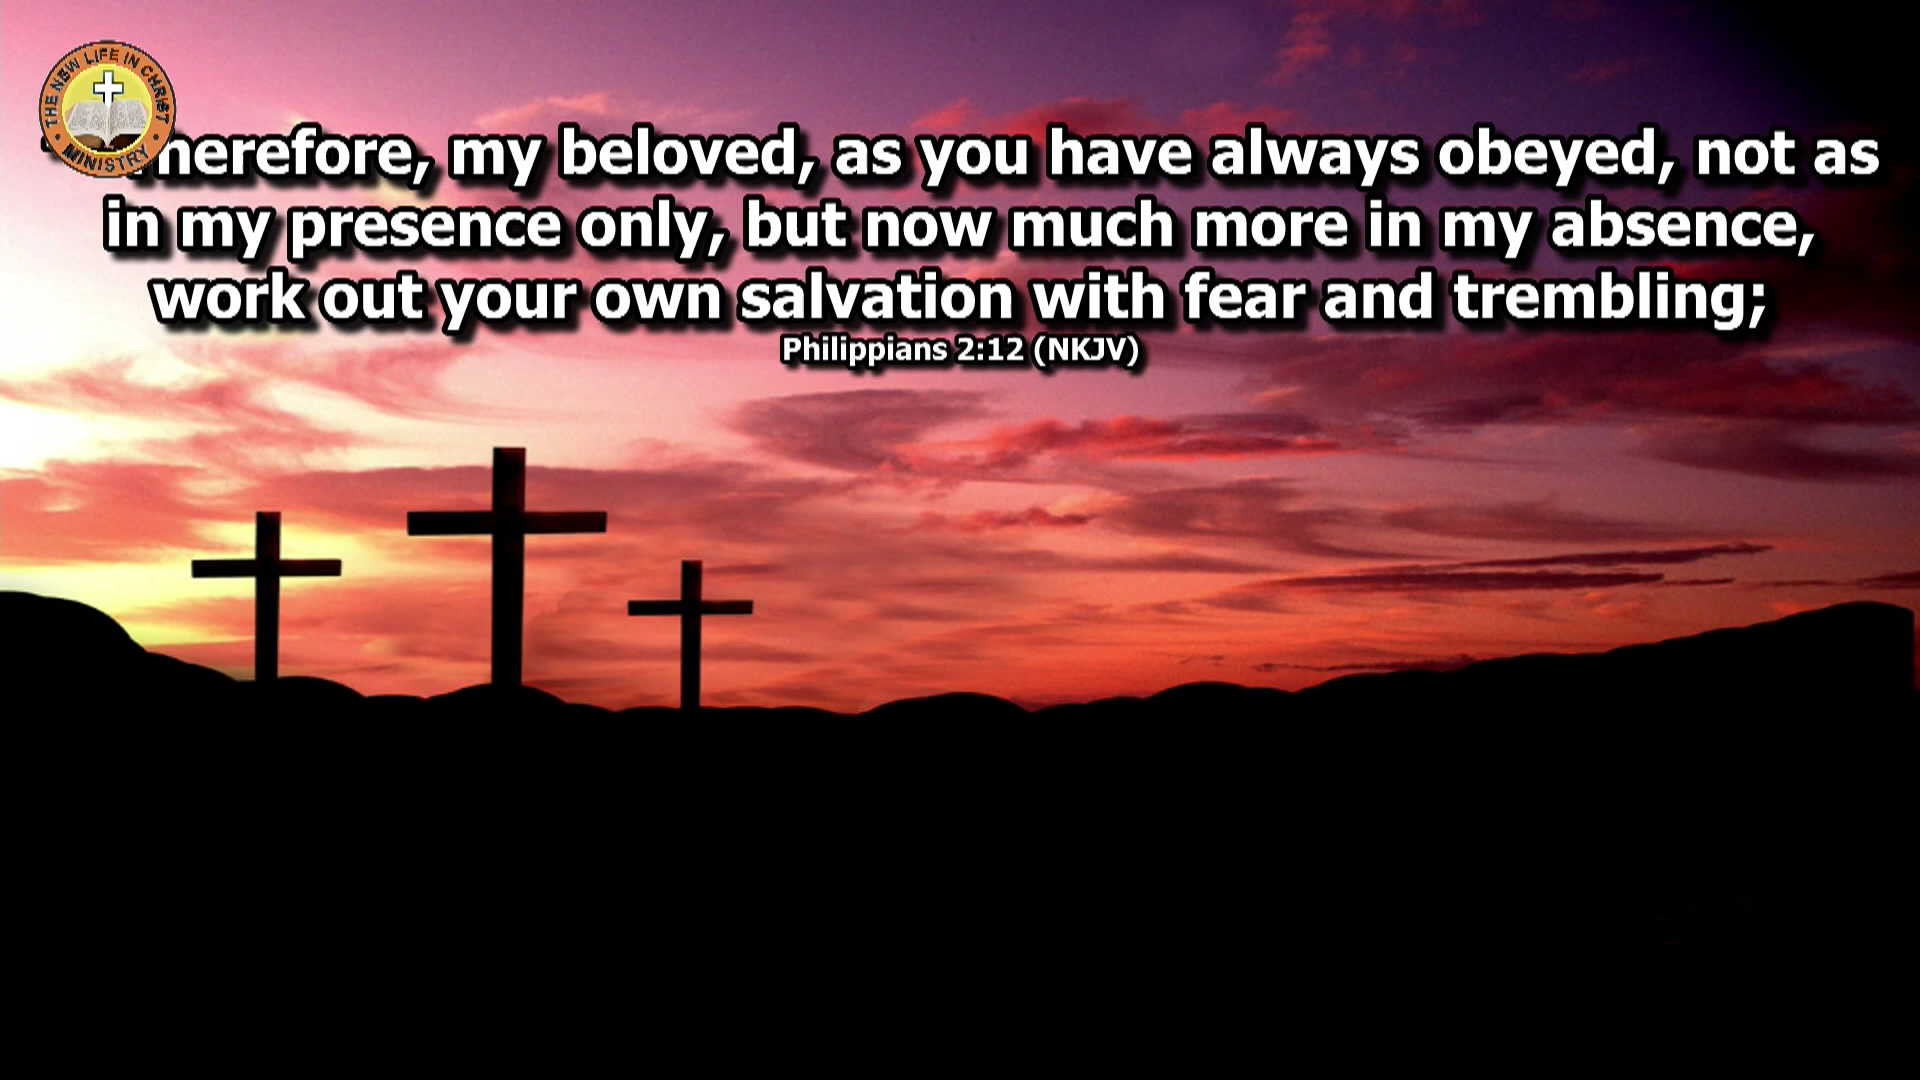 THE NEW LIFE IN CHRIST
MINISTRY
herefore, my beloved, as you have always obeyed, not as
in my presence only, but now much more in my absence,
work out your own salvation with fear and trembling;
Philippians 2:12 (NKJV)